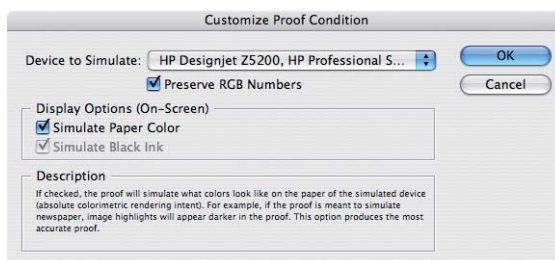 Customize Proof Condition
Device to Simulate: HP Designjet Z5200, HP Professional S...
OK
Preserve RGB Numbers
Cancel
Display Options (On-Screen)
Simulate Paper Color
Simulate Black Ink
Description
If checked, the proof will simulate what colors look like on the paper of the simulated device
(absolute colorimetric rendering intent). For example, if the proof is meant to simulate
newspaper, image highlights will appear darker in the proof. This option produces the most
accurate proof.